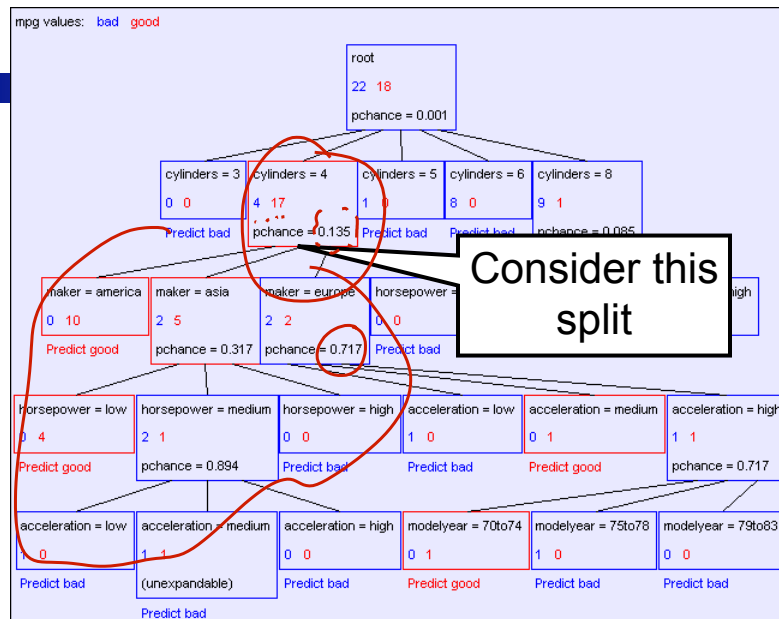 mpg values: bad good
root
22 18
pchance = 0.001
cylinders = 3
0 0
Predict bad
cylinders = 4
4 17
pchance = 0.135
cylinders = 5
1 0
Predict bad
cylinders = 6
8 0
Predict bad
cylinders = 8
9 1
pchance = 0.085
Consider this
split
maker = america
0 10
Predict good
maker = asia
2 5
pchance = 0.317
maker = europe
2 2
pchance = 0.717
horsepower =
0 0
Predict bad
high
horsepower = low
0 4
Predict good
horsepower = medium
2 1
pchance = 0.894
horsepower = high
0 0
Predict bad
acceleration = low
1 0
Predict bad
acceleration = medium
0 1
Predict good
acceleration = high
1 1
pchance = 0.717
acceleration = low
1 0
Predict bad
acceleration = medium
1 1
(unexpandable)
Predict bad
acceleration = high
0 0
Predict bad
modelyear = 70to74
0 1
Predict good
modelyear = 75to78
1 0
Predict bad
modelyear = 79to83
0 0
Predict bad